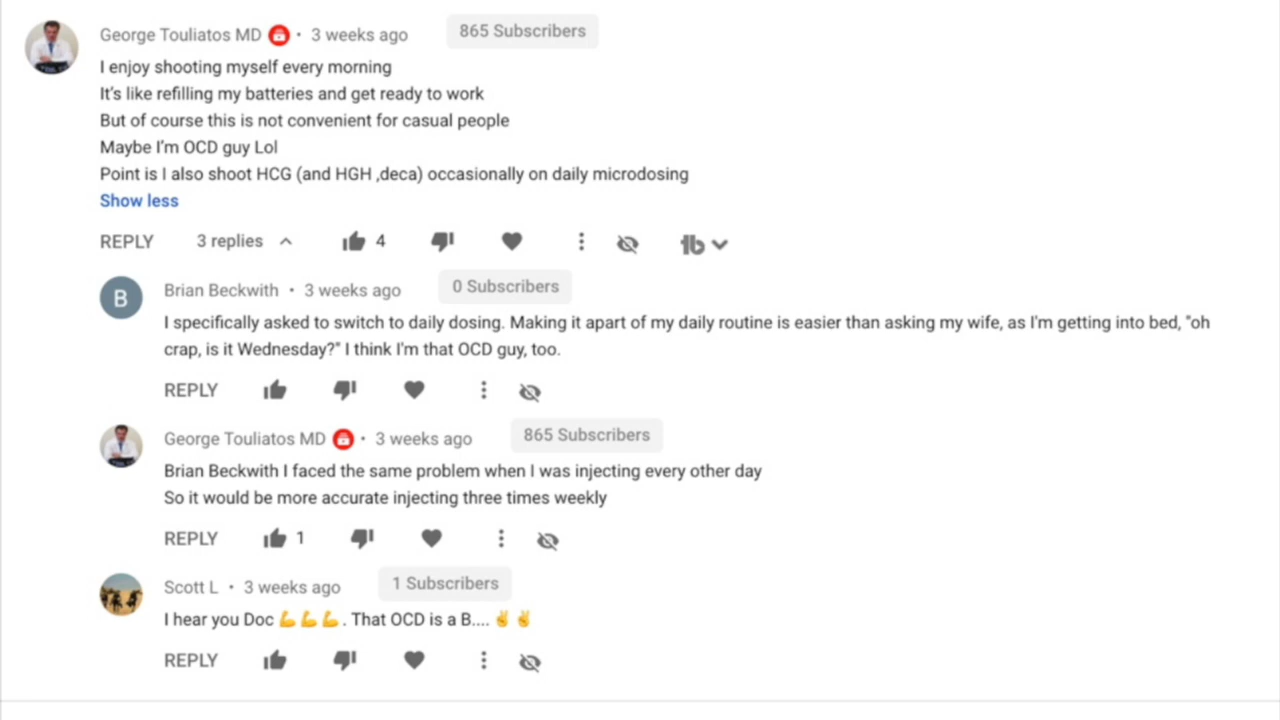 George Touliatos MD • 3 weeks ago 865 Subscribers
I enjoy shooting myself every morning
It's like refilling my batteries and get ready to work
But of course this is not convenient for casual people
Maybe I'm OCD guy Lol
Point is I also shoot HCG (and HGH ,deca) occasionally on daily microdosing
Show less
REPLY 3 replies 4 tb
B Brian Beckwith • 3 weeks ago 0 Subscribers
I specifically asked to switch to daily dosing. Making it apart of my daily routine is easier than asking my wife, as I'm getting into bed, "oh
crap, is it Wednesday?" I think I'm that OCD guy, too.
REPLY
George Touliatos MD • 3 weeks ago 865 Subscribers
Brian Beckwith I faced the same problem when I was injecting every other day
So it would be more accurate injecting three times weekly
REPLY 1
Scott L • 3 weeks ago 1 Subscribers
I hear you Doc 💪💪💪. That OCD is a B.... ✌️✌️
REPLY